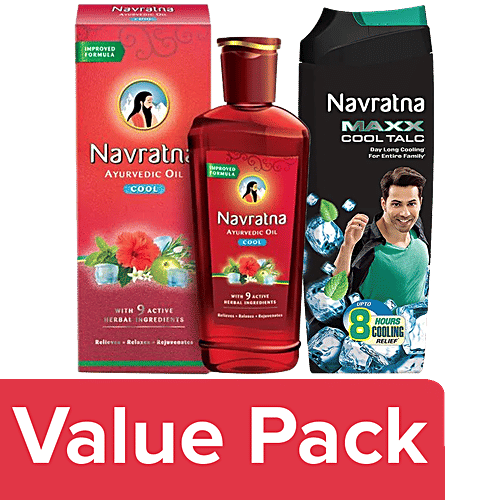 IMPROVED
FORMULA
Navratna
AYURVEDIC OIL
COOL
WITH 9 ACTIVE
HERBAL INGREDIENTS
Relieves • Relaxes • Rejuvenates
IMPROVED
FORMULA
Navratna
AYURVEDIC OIL
COOL
WITH 9 ACTIVE
HERBAL INGREDIENTS
Relieves • Relaxes • Rejuvenates
Navratna
MAXX
COOL TALC
Day Long Cooling*
For Entire Family*
UPTO
8 HOURS
COOLING
RELIEF*
Value Pack